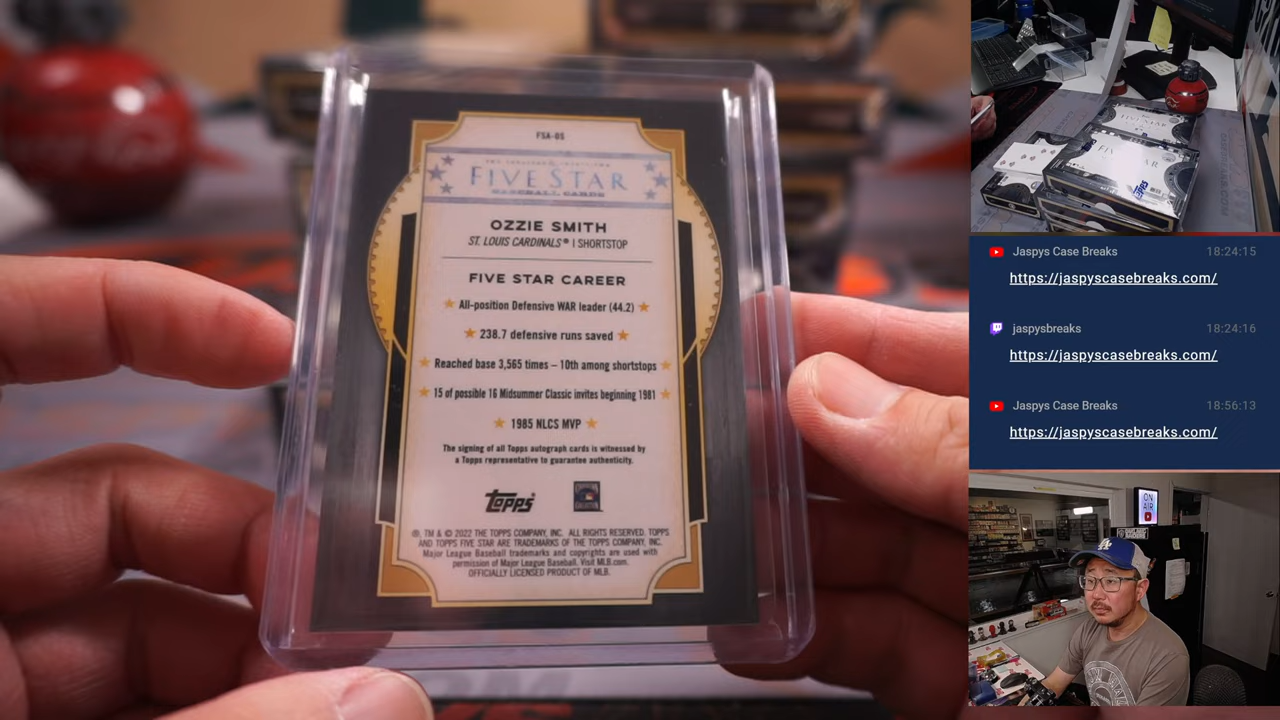 FSA-OS
FIVE STAR
BASEBALL CARDS
OZZIE SMITH
ST. LOUIS CARDINALS® | SHORTSTOP
FIVE STAR CAREER
★ All-position Defensive WAR leader (44.2) ★
★ 238.7 defensive runs saved ★
★ Reached base 3,565 times – 10th among shortstops ★
★ 15 of possible 16 Midsummer Classic invites beginning 1981 ★
★ 1985 NLCS MVP ★
The signing of all Topps autograph cards is witnessed by
a Topps representative to guarantee authenticity.
topps
®, TM & © 2022 THE TOPPS COMPANY, INC. ALL RIGHTS RESERVED. TOPPS
AND TOPPS FIVE STAR ARE TRADEMARKS OF THE TOPPS COMPANY, INC.
Major League Baseball trademarks and copyrights are used with
permission of Major League Baseball. Visit MLB.com.
OFFICIALLY LICENSED PRODUCT OF MLB.
Jaspys Case Breaks 18:24:15
https://jaspyscasebreaks.com/
jaspysbreaks 18:24:16
https://jaspyscasebreaks.com/
Jaspys Case Breaks 18:56:13
https://jaspyscasebreaks.com/
ON
AIR
LA